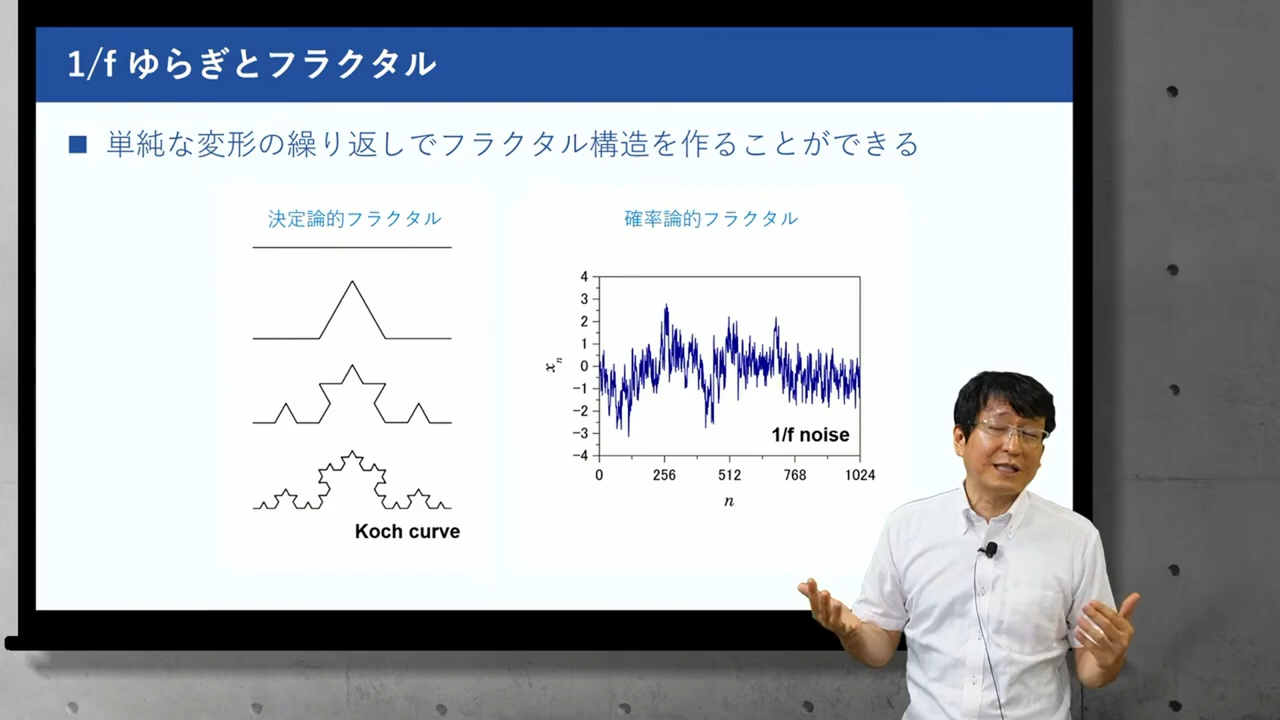 1/f ゆらぎとフラクタル
■ 単純な変形の繰り返しでフラクタル構造を作ることができる
決定論的フラクタル
Koch curve
確率論的フラクタル
4
3
2
1
0
−1
−2
−3
−4
xn
1/f noise
0 256 512 768 1024
n